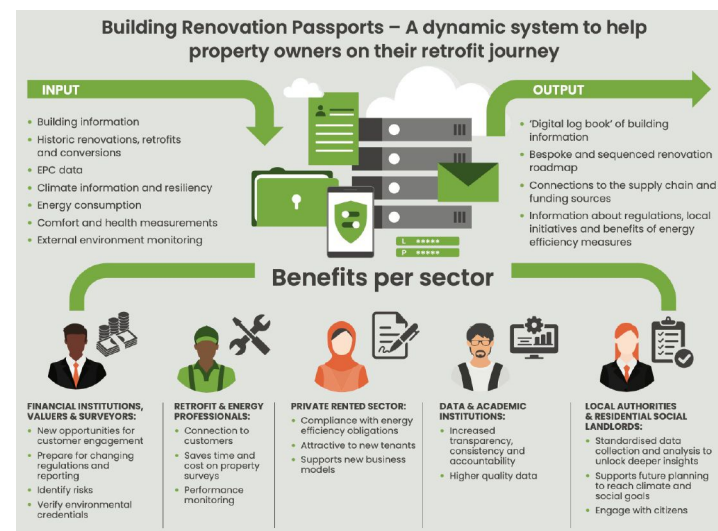 Building Renovation Passports – A dynamic system to help
property owners on their retrofit journey
INPUT
• Building information
• Historic renovations, retrofits
and conversions
• EPC data
• Climate information and resiliency
• Energy consumption
• Comfort and health measurements
• External environment monitoring
OUTPUT
• 'Digital log book' of building
information
• Bespoke and sequenced renovation
roadmap
• Connections to the supply chain and
funding sources
• Information about regulations, local
initiatives and benefits of energy
efficiency measures
L
P
Benefits per sector
FINANCIAL INSTITUTIONS,
VALUERS & SURVEYORS:
• New opportunities for
customer engagement
• Prepare for changing
regulations and
reporting
• Identify risks
• Verify environmental
credentials
RETROFIT & ENERGY
PROFESSIONALS:
• Connection to
customers
• Saves time and
cost on property
surveys
• Performance
monitoring
PRIVATE RENTED SECTOR:
• Compliance with energy
efficiency obligations
• Attractive to new tenants
• Supports new business
models
DATA & ACADEMIC
INSTITUTIONS:
• Increased
transparency,
consistency and
accountability
• Higher quality data
LOCAL AUTHORITIES
& RESIDENTIAL SOCIAL
LANDLORDS:
• Standardised data
collection and analysis to
unlock deeper insights
• Supports future planning
to reach climate and
social goals
• Engage with citizens